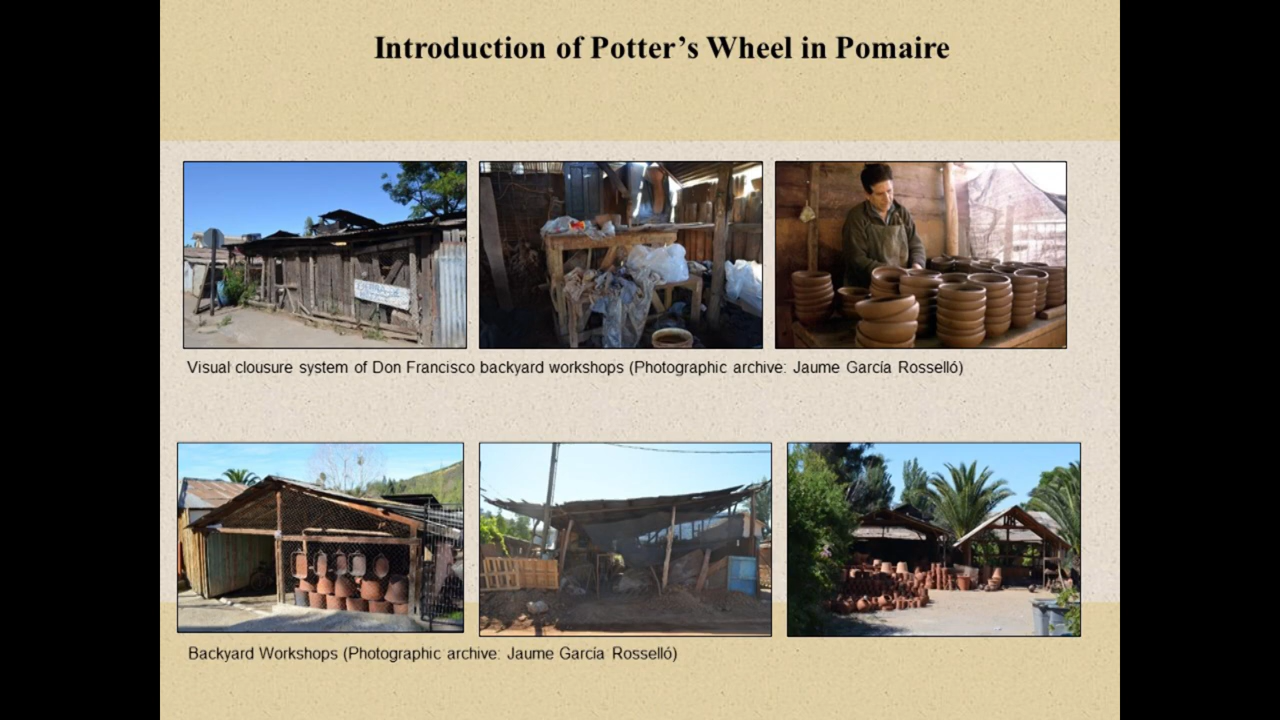 Introduction of Potter’s Wheel in Pomaire
Visual clousure system of Don Francisco backyard workshops (Photographic archive: Jaume García Rosselló)
Backyard Workshops (Photographic archive: Jaume García Rosselló)